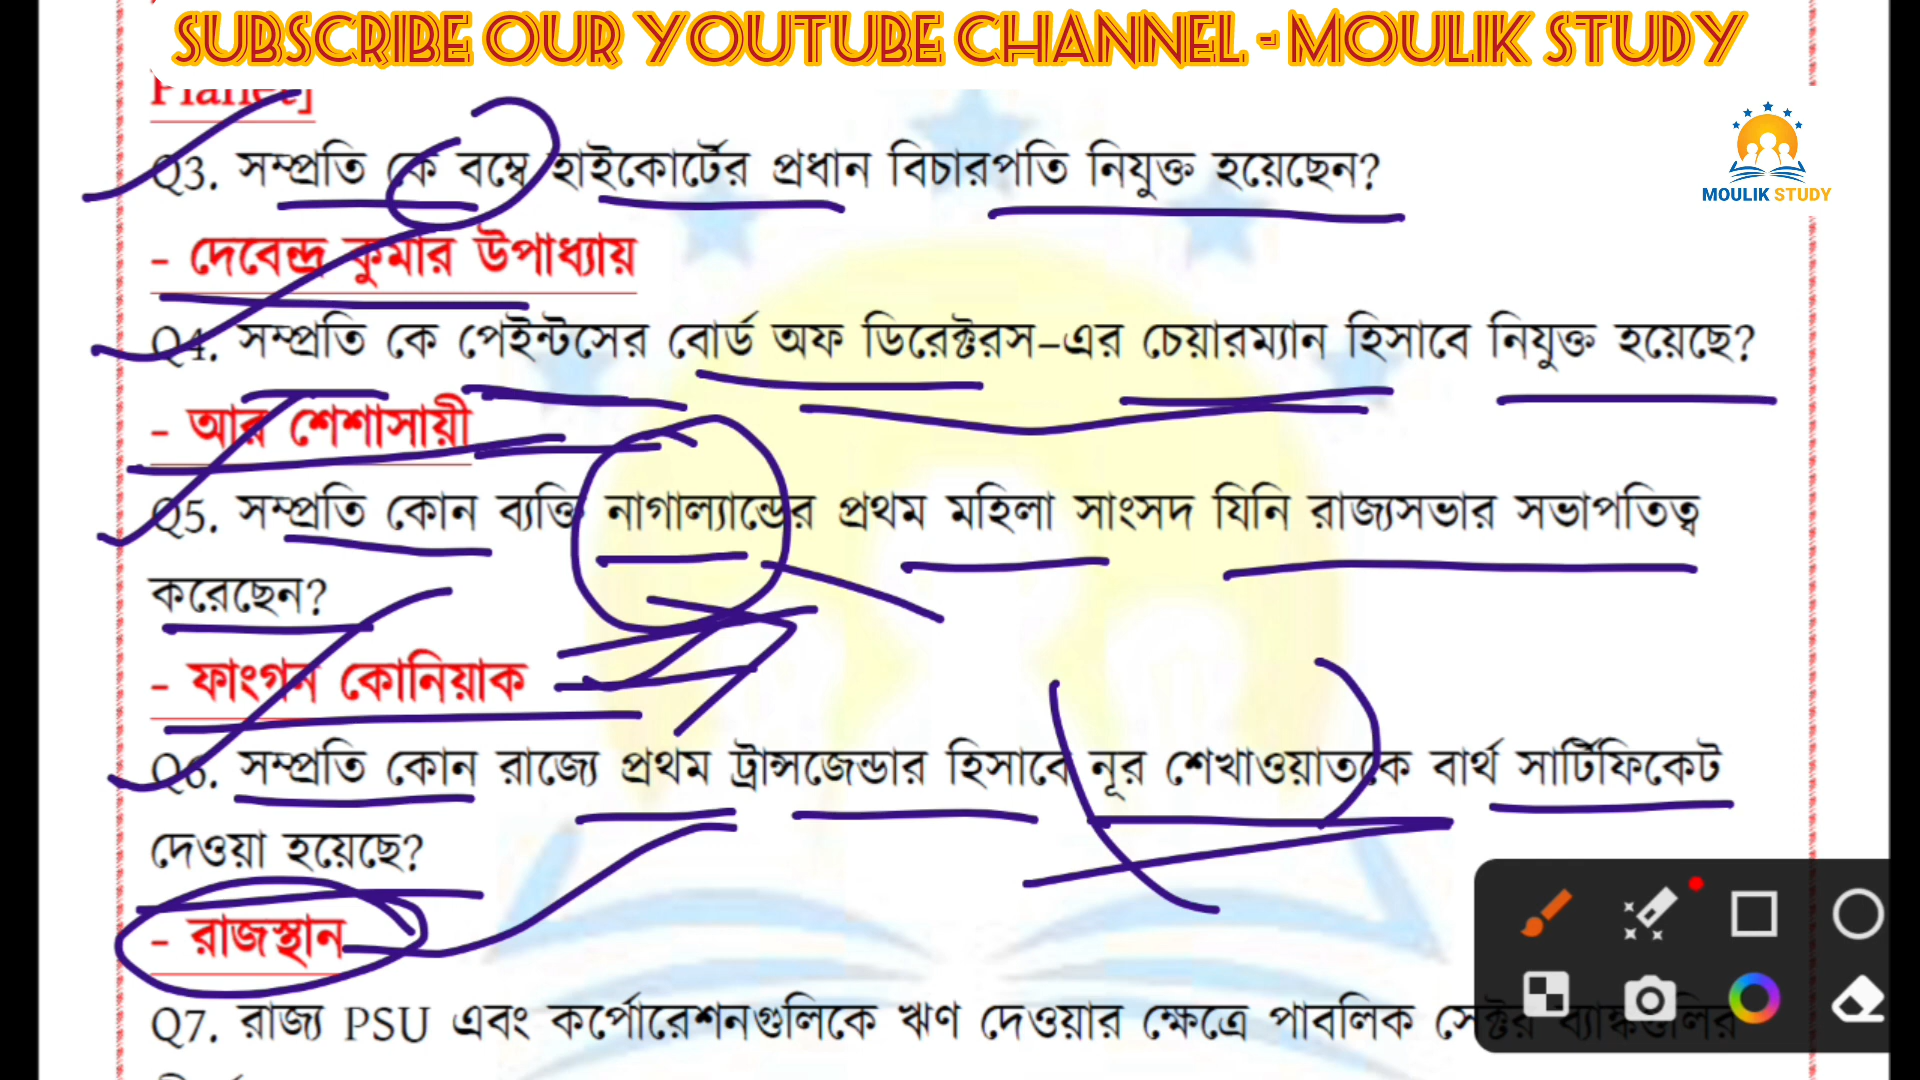 SUBSCRIBE OUR YOUTUBE CHANNEL - MOULIK STUDY
Planet]
MOULIK STUDY
Q3. সম্প্রতি কে বম্বে হাইকোর্টের প্রধান বিচারপতি নিযুক্ত হয়েছেন?
- দেবেন্দ্র কুমার উপাধ্যায়
Q4. সম্প্রতি কে পেইন্টসের বোর্ড অফ ডিরেক্টরস-এর চেয়ারম্যান হিসাবে নিযুক্ত হয়েছে?
- আর শেশাসায়ী
Q5. সম্প্রতি কোন ব্যক্তি নাগাল্যান্ডের প্রথম মহিলা সাংসদ যিনি রাজ্যসভার সভাপতিত্ব
করেছেন?
- ফাংগন কোনিয়াক
Q6. সম্প্রতি কোন রাজ্যে প্রথম ট্রান্সজেন্ডার হিসাবে নূর শেখাওয়াতকে বার্থ সার্টিফিকেট
দেওয়া হয়েছে?
- রাজস্থান
Q7. রাজ্য PSU এবং কর্পোরেশনগুলিকে ঋণ দেওয়ার ক্ষেত্রে পাবলিক সেক্টর ব্যাঙ্কগুলির